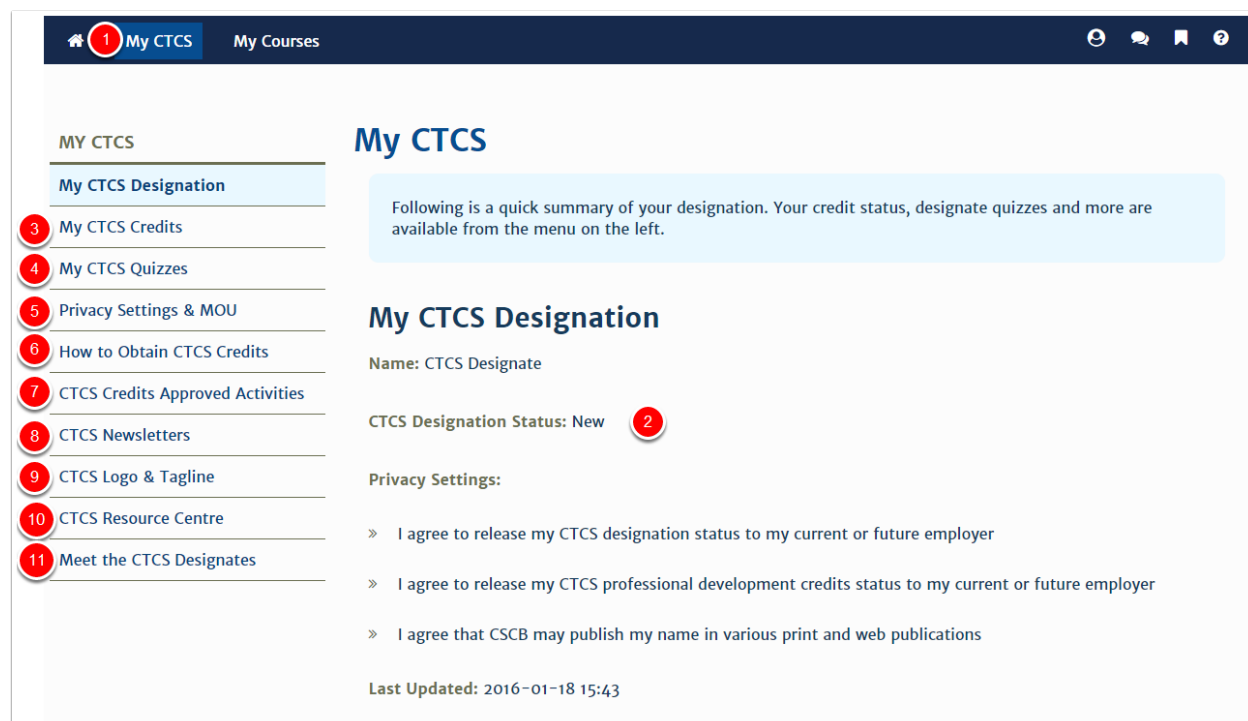 1 My CTCS My Courses
MY CTCS
My CTCS Designation
3 My CTCS Credits
4 My CTCS Quizzes
5 Privacy Settings & MOU
6 How to Obtain CTCS Credits
7 CTCS Credits Approved Activities
8 CTCS Newsletters
9 CTCS Logo & Tagline
10 CTCS Resource Centre
11 Meet the CTCS Designates
My CTCS
Following is a quick summary of your designation. Your credit status, designate quizzes and more are
available from the menu on the left.
My CTCS Designation
Name: CTCS Designate
CTCS Designation Status: New 2
Privacy Settings:
» I agree to release my CTCS designation status to my current or future employer
» I agree to release my CTCS professional development credits status to my current or future employer
» I agree that CSCB may publish my name in various print and web publications
Last Updated: 2016-01-18 15:43